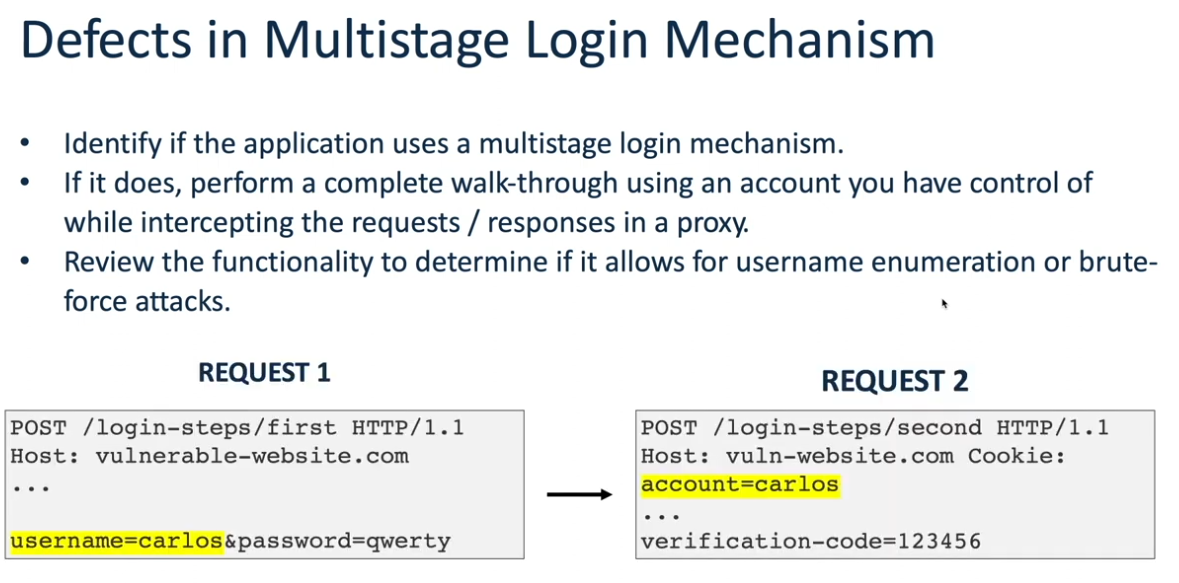 Defects in Multistage Login Mechanism
• Identify if the application uses a multistage login mechanism.
• If it does, perform a complete walk-through using an account you have control of
while intercepting the requests / responses in a proxy.
• Review the functionality to determine if it allows for username enumeration or brute-
force attacks.
REQUEST 1
POST /login-steps/first HTTP/1.1
Host: vulnerable-website.com
...
username=carlos&password=qwerty
REQUEST 2
POST /login-steps/second HTTP/1.1
Host: vuln-website.com Cookie:
account=carlos
...
verification-code=123456